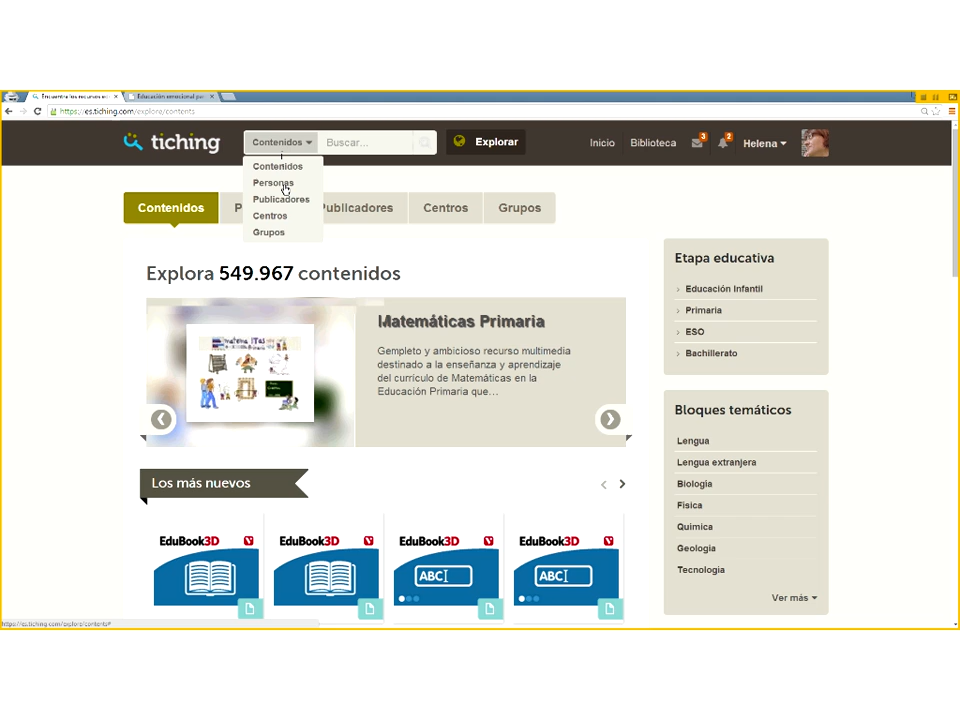 Encuentra los recursos en
Educación emocional pa
https://es.tiching.com/explora/contents
tiching
Contenidos
Buscar...
Explorar
Inicio
Biblioteca
3
2
Helena
Contenidos
Personas
Publicadores
Centros
Grupos
Contenidos
P
ublicadores
Centros
Grupos
Explora 549.967 contenidos
Matemáticas Primaria
Gempleto y ambicioso recurso multimedia
destinado a la enseñanza y aprendizaje
del currículo de Matemáticas en la
Educación Primaria que…
Los más nuevos
EduBook3D
EduBook3D
EduBook3D
ABC
EduBook3D
ABC
Etapa educativa
Educación Infantil
Primaria
ESO
Bachillerato
Bloques temáticos
Lengua
Lengua extranjera
Biología
Física
Química
Geología
Tecnología
Ver más
https://es.tiching.com/explora/contents#